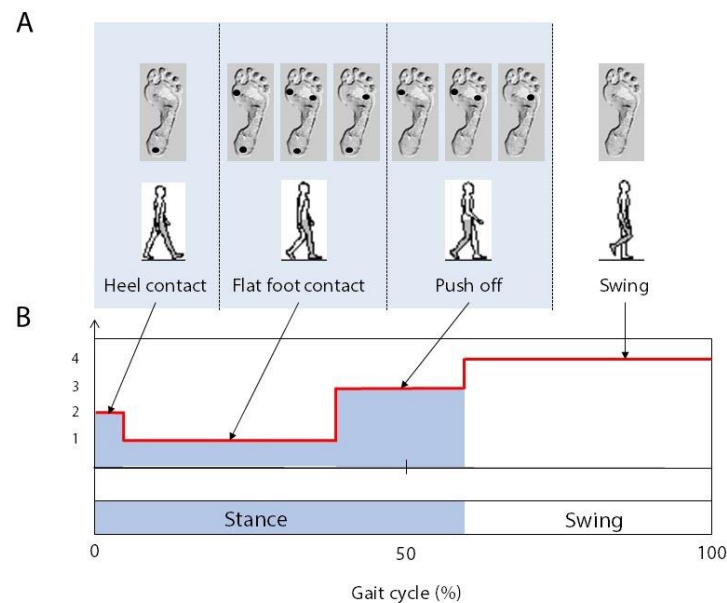 A
Heel contact
Flat foot contact
Push off
Swing
B
4
3
2
1
Stance
Swing
0
50
100
Gait cycle (%)